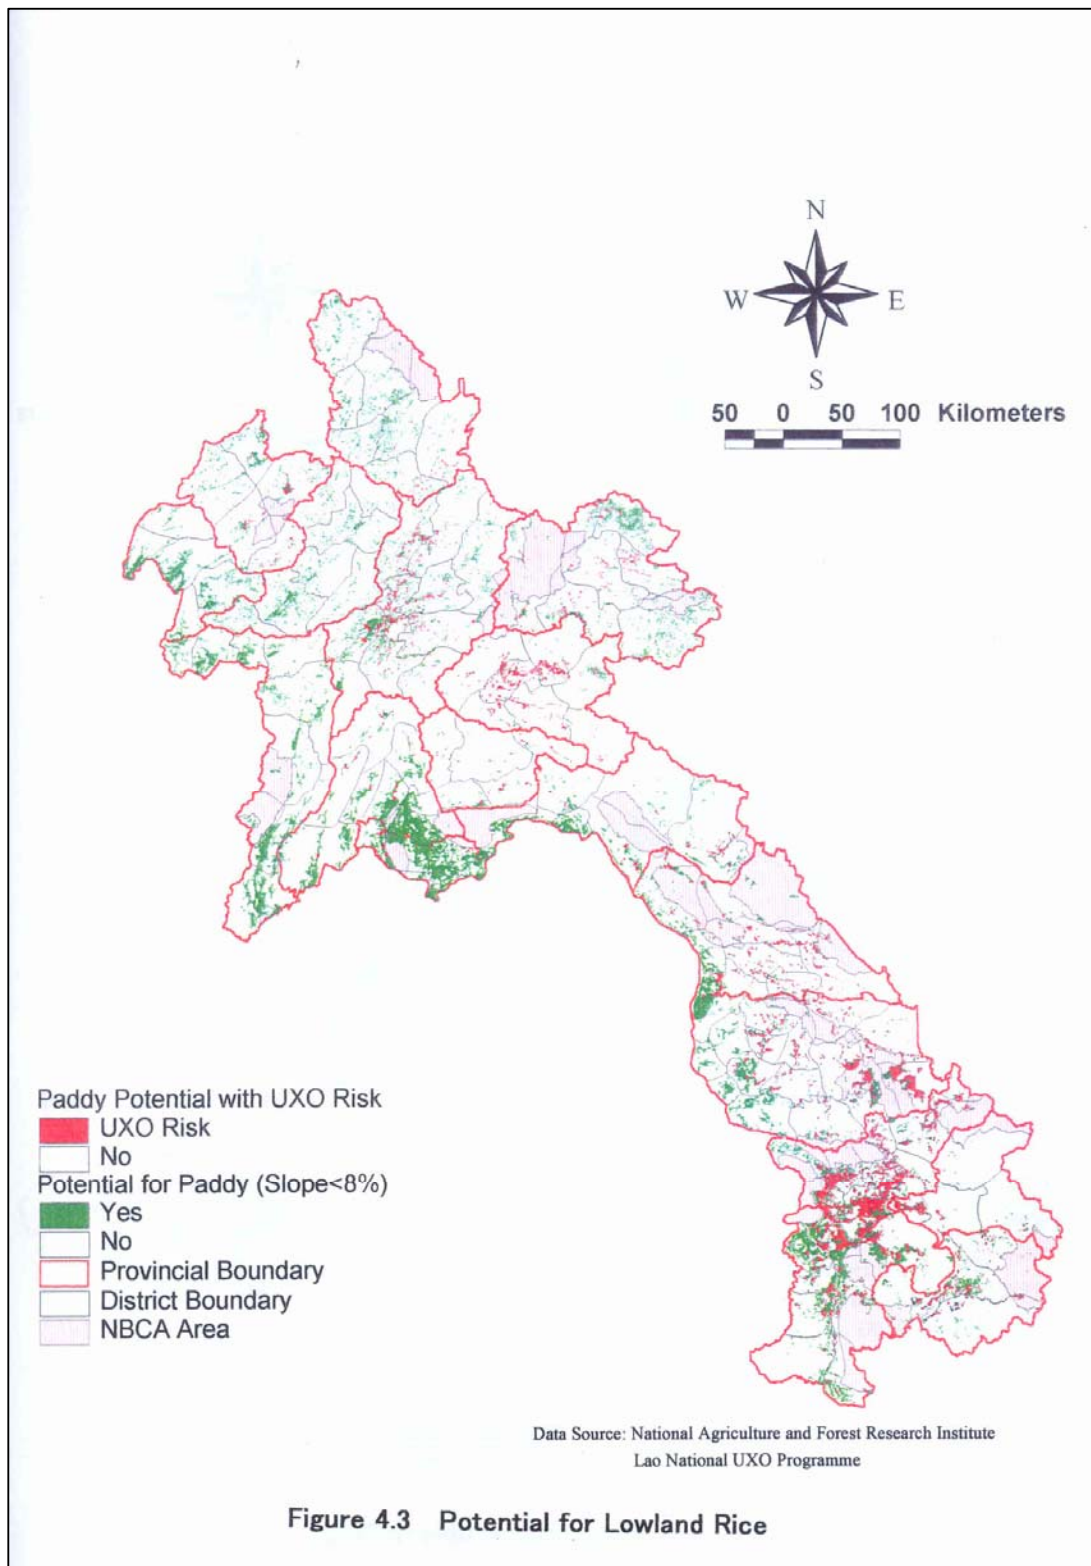 N
W E
S
50 0 50 100 Kilometers
Paddy Potential with UXO Risk
UXO Risk
No
Potential for Paddy (Slope<8%)
Yes
No
Provincial Boundary
District Boundary
NBCA Area
Data Source: National Agriculture and Forest Research Institute
Lao National UXO Programme
Figure 4.3 Potential for Lowland Rice